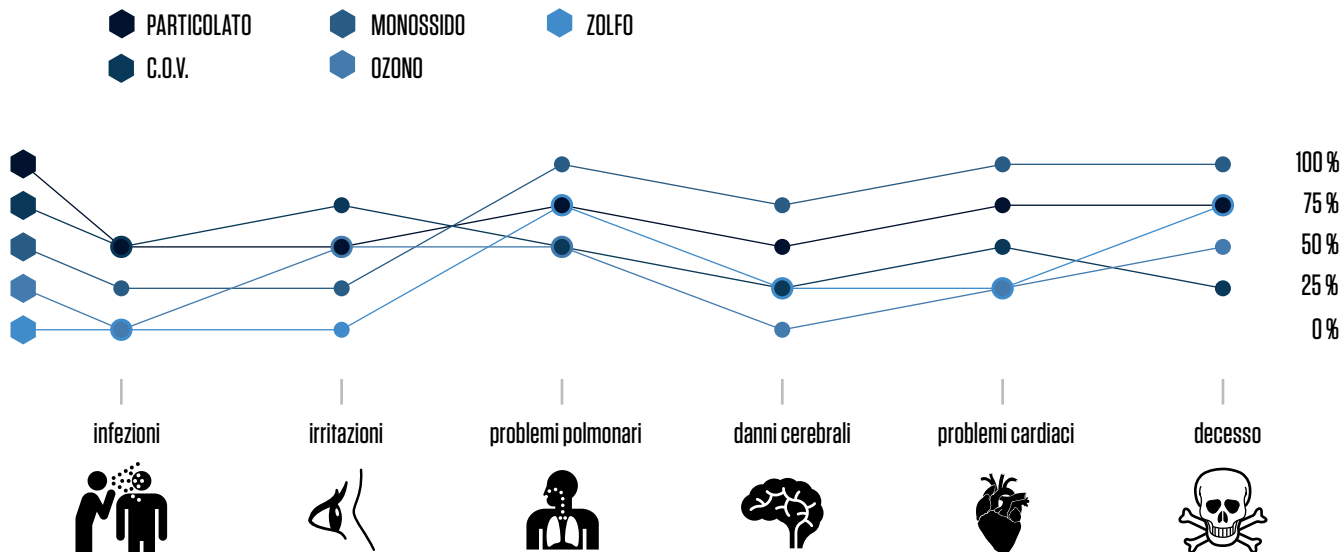 PARTICOLATO
MONOSSIDO
ZOLFO
C.O.V.
OZONO
100 %
75 %
50 %
25 %
0 %
infezioni
irritazioni
problemi polmonari
danni cerebrali
problemi cardiaci
decesso